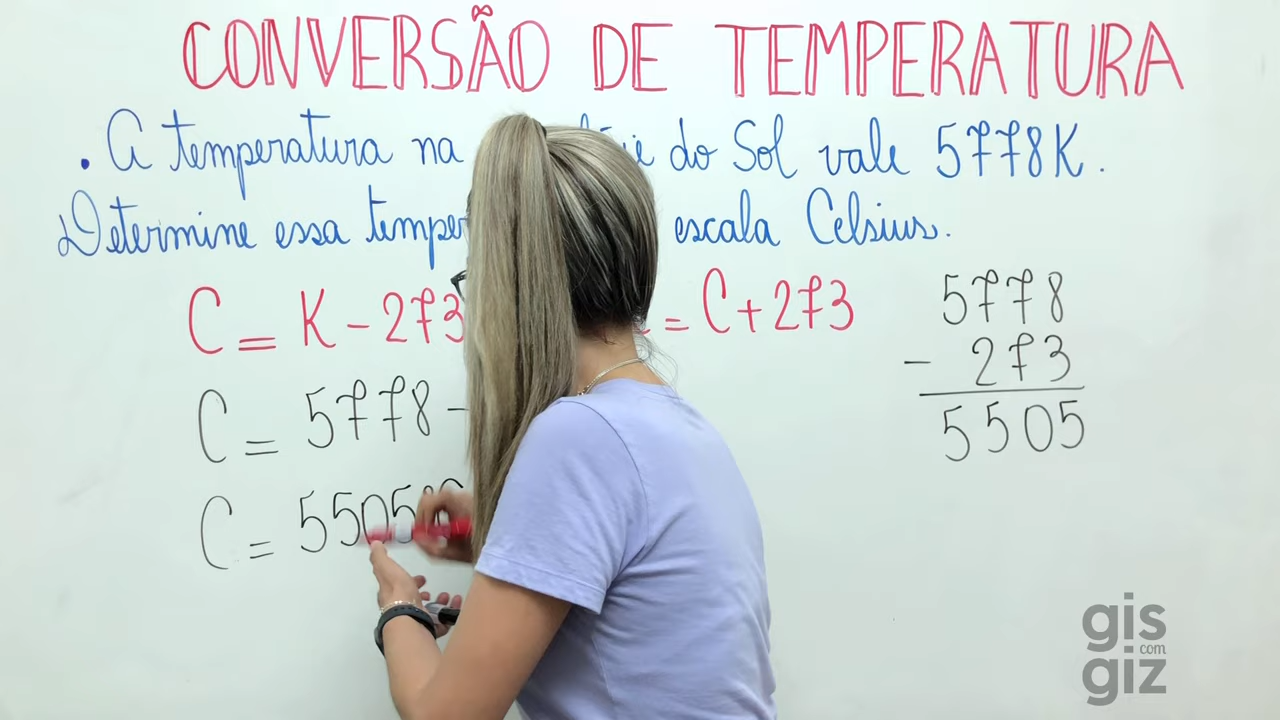 CONVERSÃO DE TEMPERATURA
. A temperatura na do Sol vale 5778K.
Determine essa escala Celsius.
C = K - 273 = C + 273
C = 5778 -
C = 5505
5778
- 273
5505
gis
com
giz